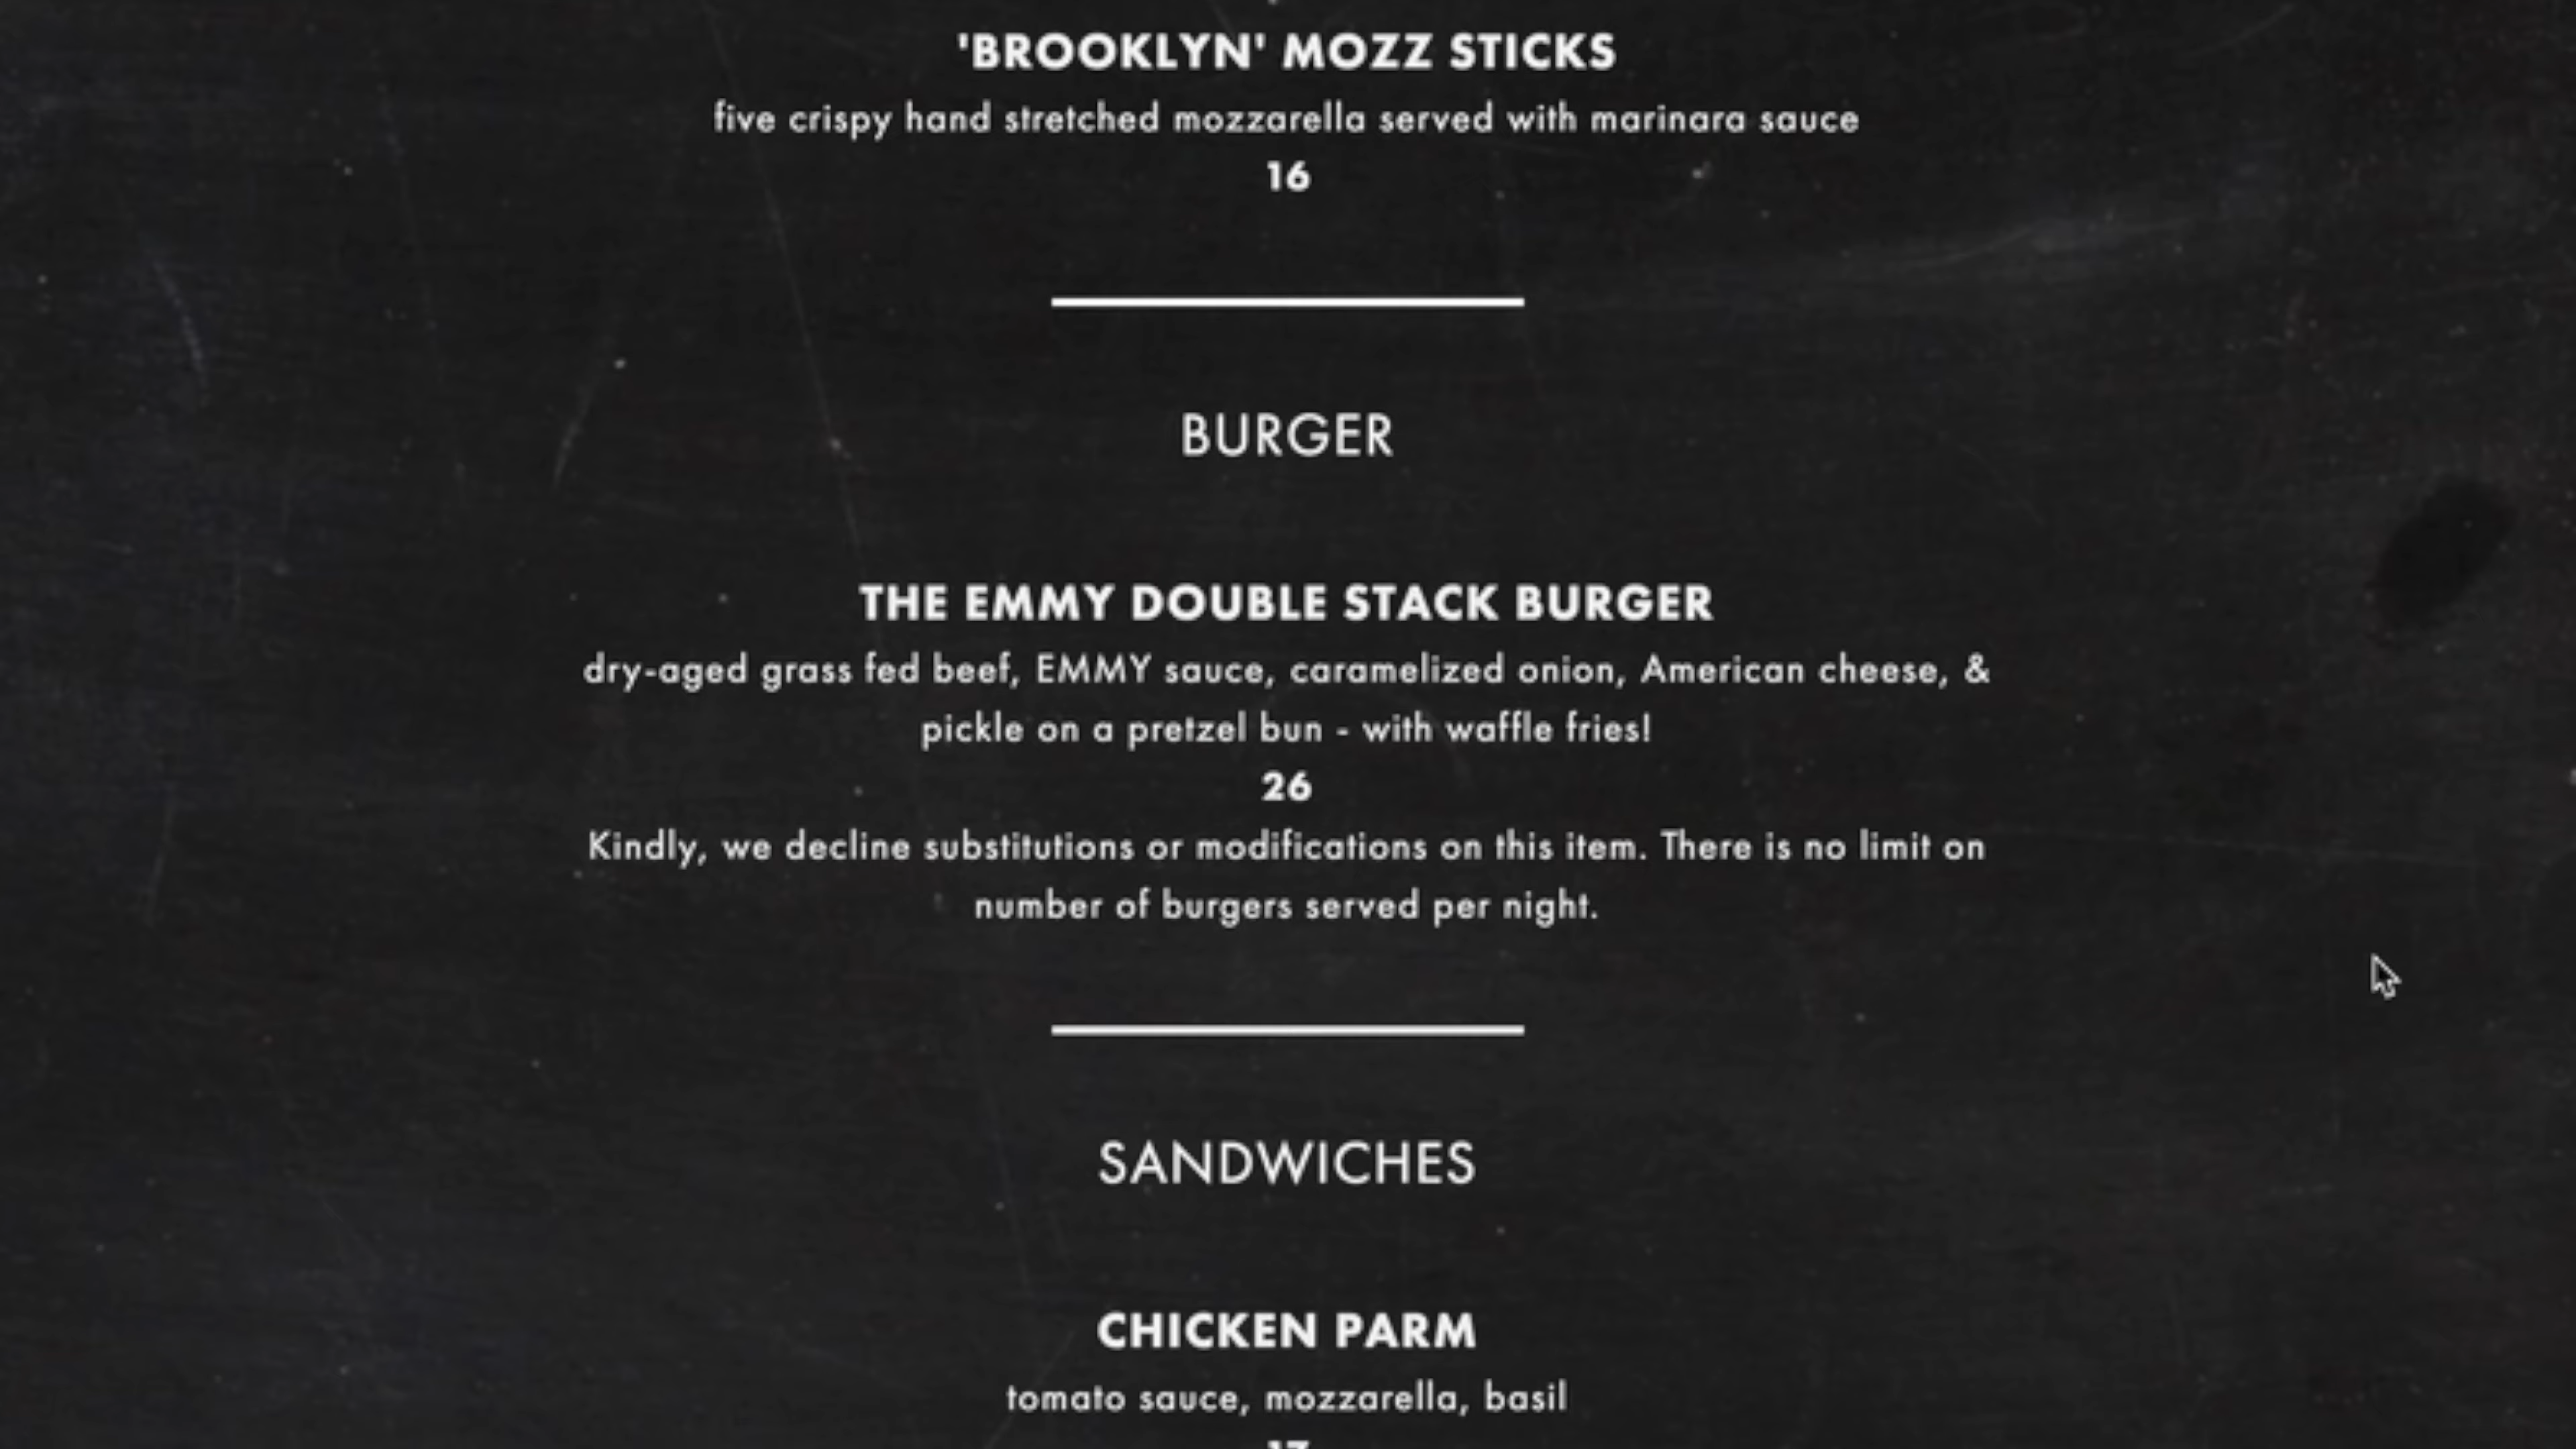 'BROOKLYN' MOZZ STICKS
five crispy hand stretched mozzarella served with marinara sauce
16
BURGER
THE EMMY DOUBLE STACK BURGER
dry-aged grass fed beef, EMMY sauce, caramelized onion, American cheese, &
pickle on a pretzel bun - with waffle fries!
26
Kindly, we decline substitutions or modifications on this item. There is no limit on
number of burgers served per night.
SANDWICHES
CHICKEN PARM
tomato sauce, mozzarella, basil